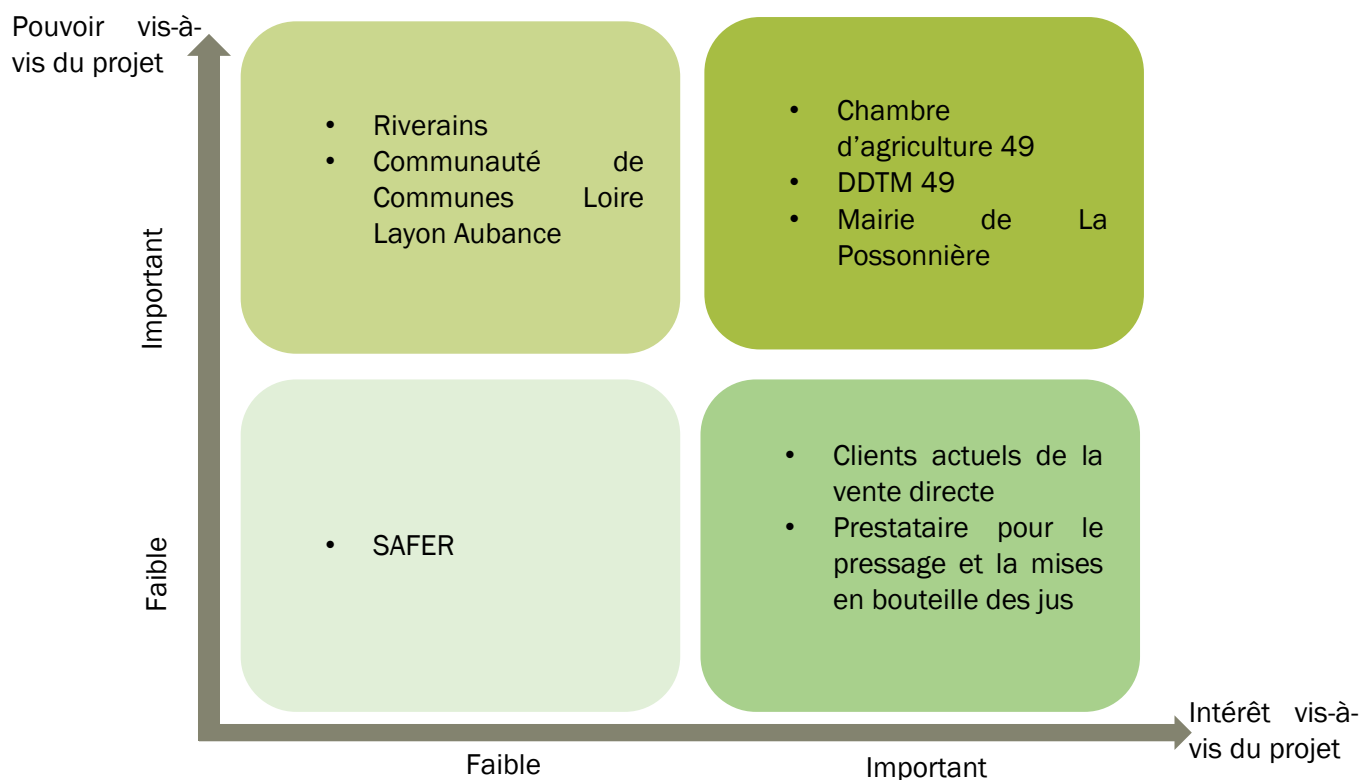 Pouvoir vis-à-
vis du projet
Important
• Riverains
• Communauté de
Communes Loire
Layon Aubance
• Chambre
d’agriculture 49
• DDTM 49
• Mairie de La
Possonnière
Faible
• SAFER
• Clients actuels de la
vente directe
• Prestataire pour le
pressage et la mises
en bouteille des jus
Faible
Important
Intérêt vis-à-
vis du projet